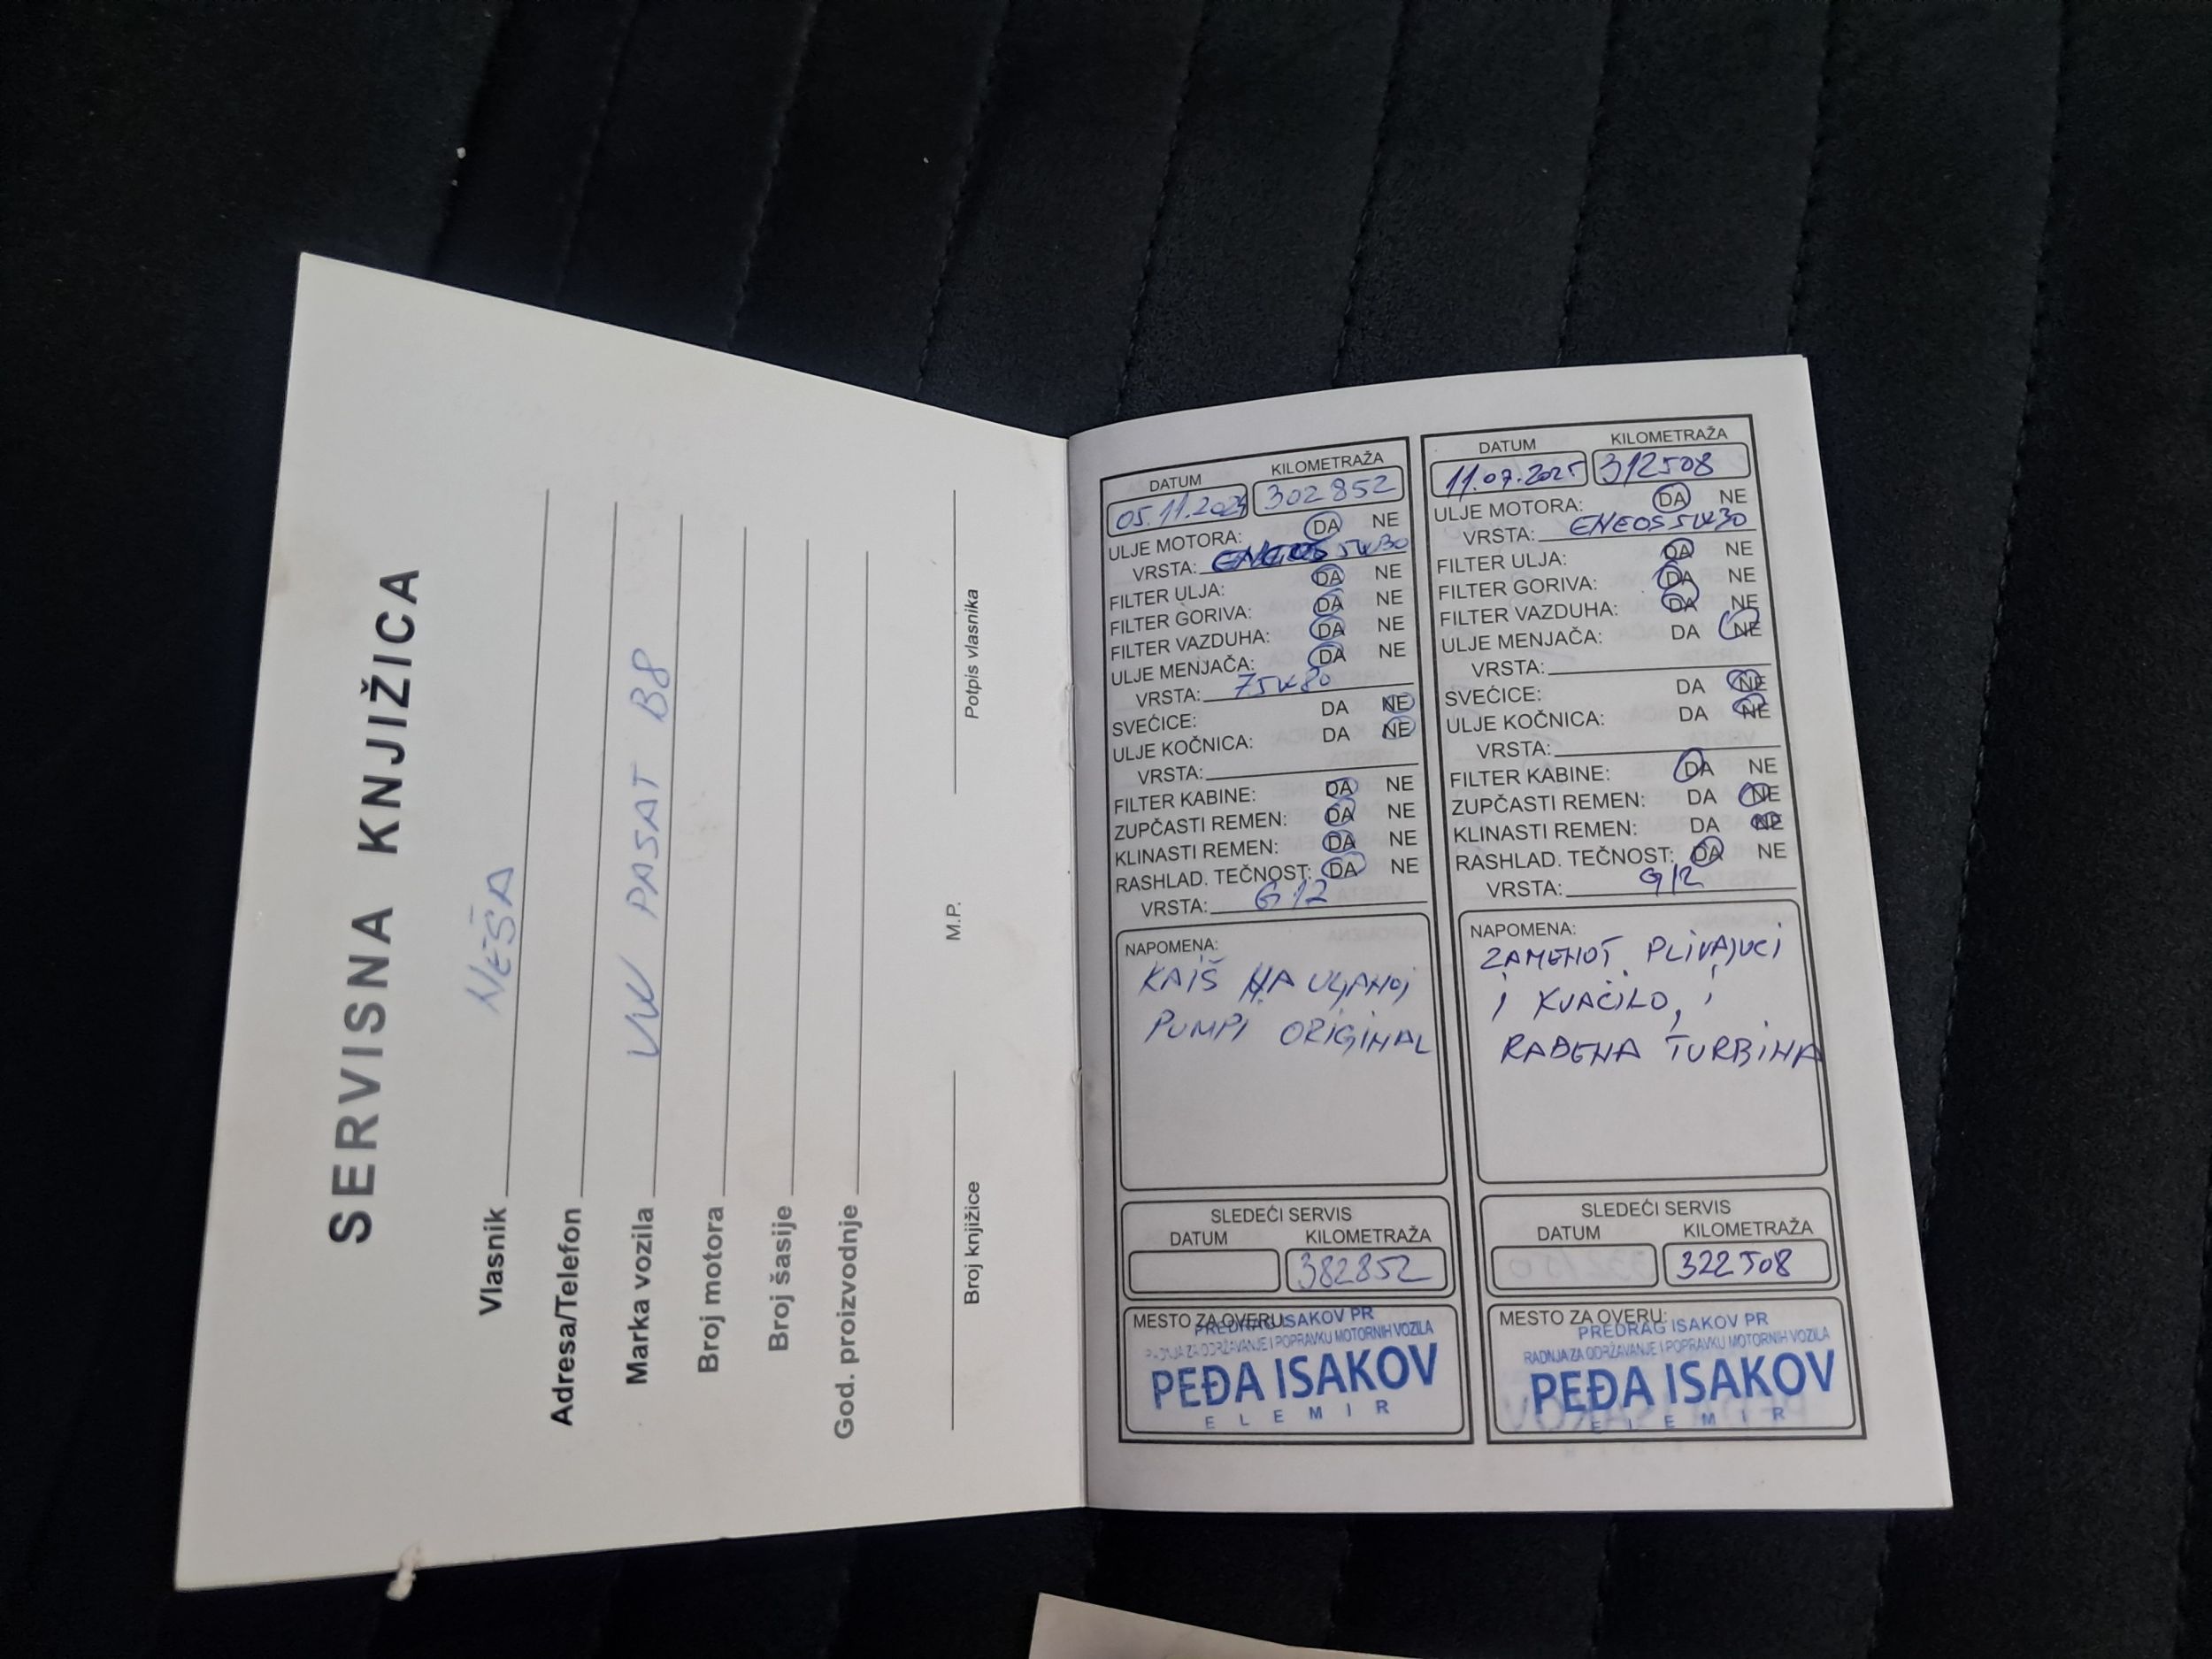 SERVISNA KNJIŽICA
Vlasnik NEŠA
Adresa/Telefon
Marka vozila VW PASAT B8
Broj motora
Broj šasije
God. proizvodnje
Broj knjižice M.P. Potpis vlasnika
DATUM KILOMETRAŽA
05.11.2024 302852
ULJE MOTORA: DA NE
VRSTA: ENEOS 5W30
FILTER ULJA: DA NE
FILTER GORIVA: DA NE
FILTER VAZDUHA: DA NE
ULJE MENJAČA: DA NE
VRSTA: 75W80
SVEĆICE: DA NE
ULJE KOČNICA: DA NE
VRSTA:
FILTER KABINE: DA NE
ZUPČASTI REMEN: DA NE
KLINASTI REMEN: DA NE
RASHLAD. TEČNOST: DA NE
VRSTA: G12
NAPOMENA:
KAIŠ NA ULJANOJ
PUMPI ORIGINAL
SLEDEĆI SERVIS
DATUM KILOMETRAŽA
382852
MESTO ZA OVERU:
PREDRAG ISAKOV PR
RADNJA ZA ODRŽAVANJE I POPRAVKU MOTORNIH VOZILA
PEĐA ISAKOV
ELEMIR
DATUM KILOMETRAŽA
11.07.2025 312508
ULJE MOTORA: DA NE
VRSTA: ENEOS 5W30
FILTER ULJA: DA NE
FILTER GORIVA: DA NE
FILTER VAZDUHA: DA NE
ULJE MENJAČA: DA NE
VRSTA:
SVEĆICE: DA NE
ULJE KOČNICA: DA NE
VRSTA:
FILTER KABINE: DA NE
ZUPČASTI REMEN: DA NE
KLINASTI REMEN: DA NE
RASHLAD. TEČNOST: DA NE
VRSTA: G12
NAPOMENA:
ZAMENOT PLIVAJUCI
I KVAČILO, I
RAĐENA TURBINA
SLEDEĆI SERVIS
DATUM KILOMETRAŽA
322508
MESTO ZA OVERU:
PREDRAG ISAKOV PR
RADNJA ZA ODRŽAVANJE I POPRAVKU MOTORNIH VOZILA
PEĐA ISAKOV
ELEMIR